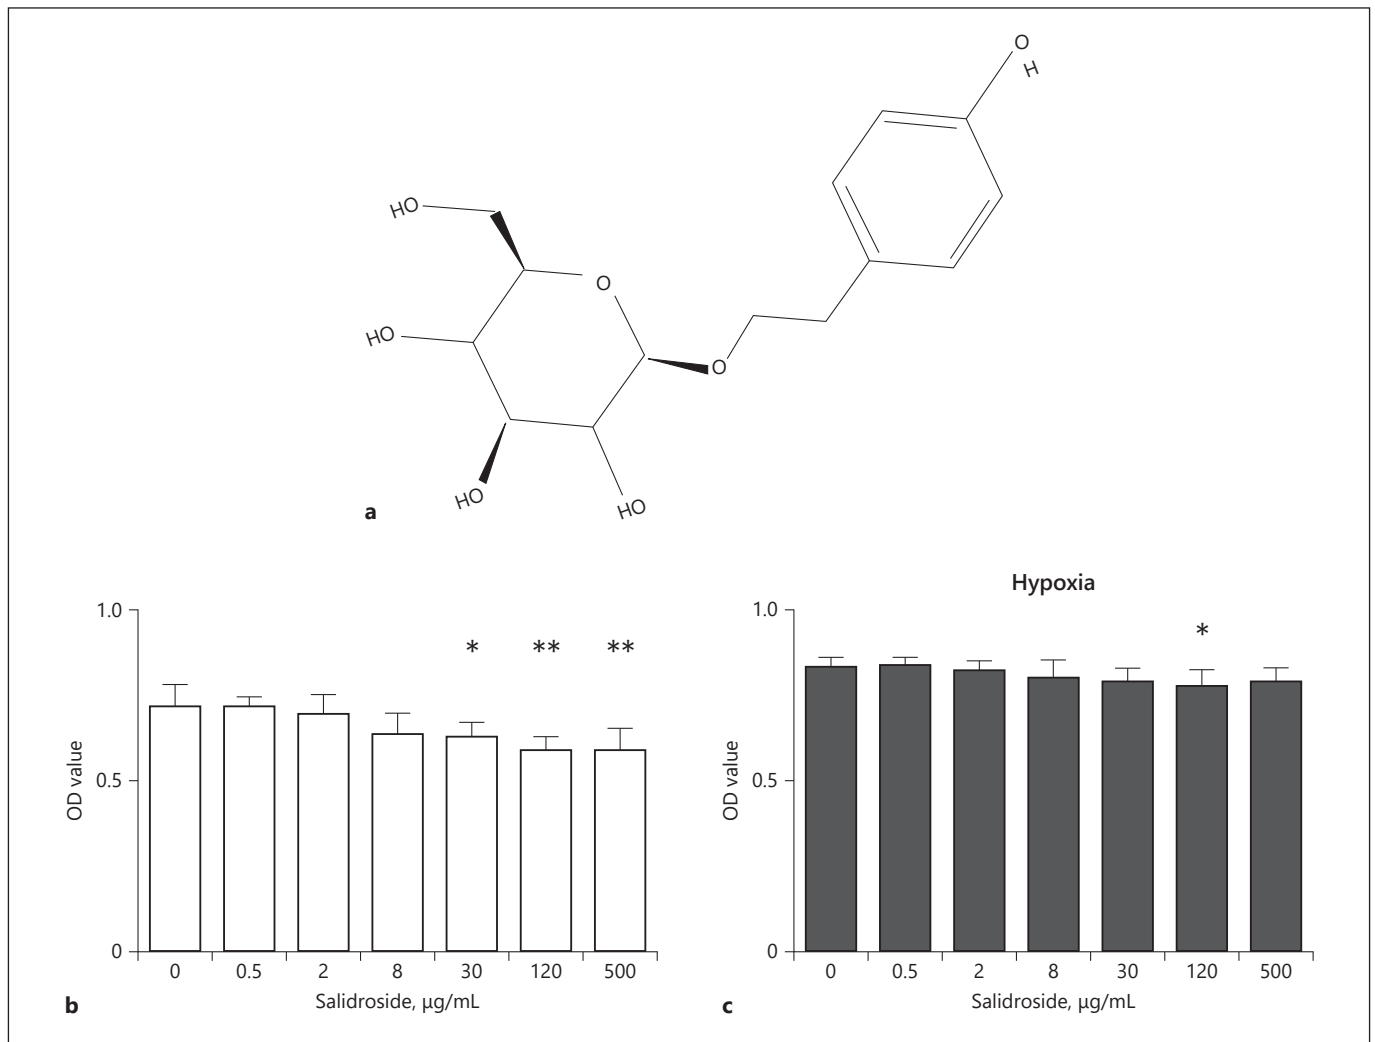 O
H
HO
O
HO
O
HO
HO
a
Hypoxia
1.0
* ** **
0.5
0
OD value
0 0.5 2 8 30 120 500
Salidroside, µg/mL
b
1.0
*
0.5
0
OD value
0 0.5 2 8 30 120 500
Salidroside, µg/mL
c